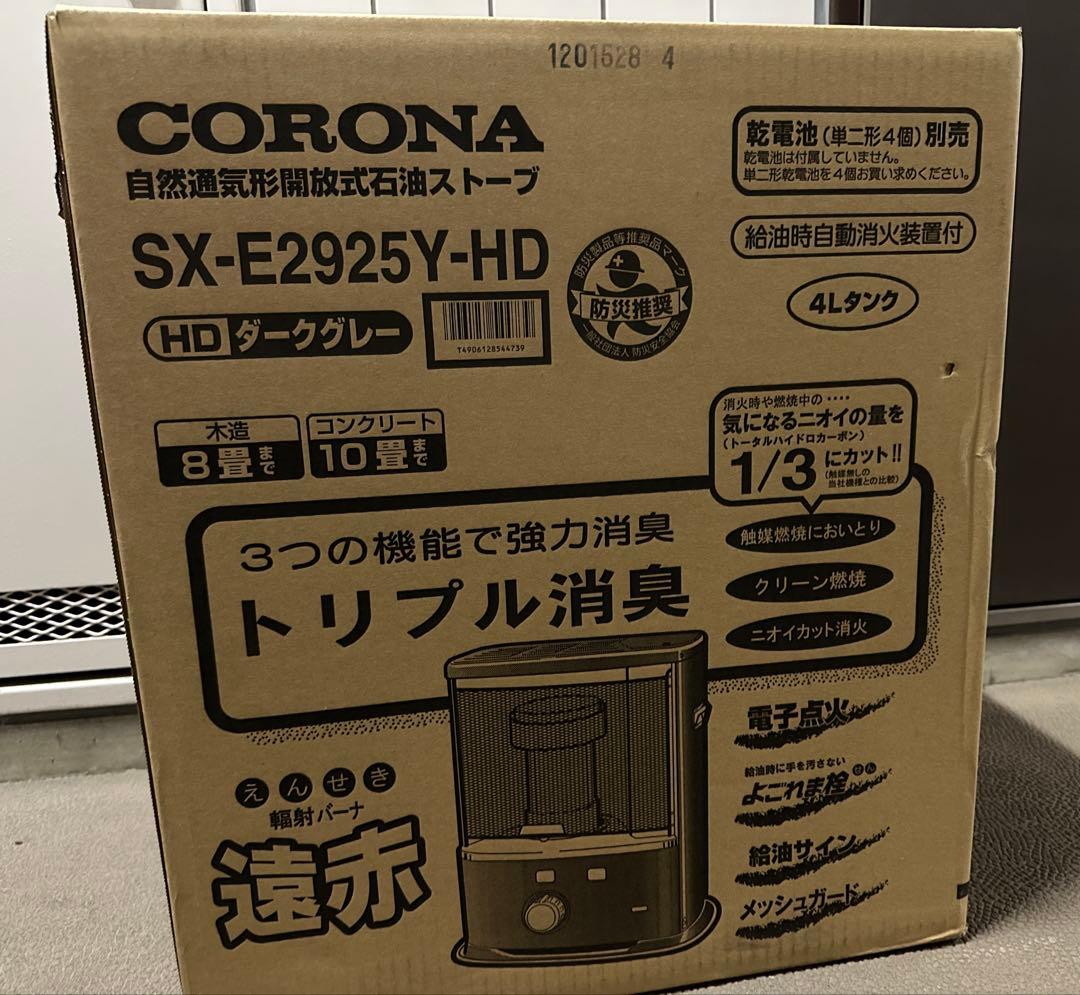 1201528 4
CORONA
自然通気形開放式石油ストーブ
SX-E2925Y-HD
HD ダークグレー
T4906128544739
防災製品等推奨品マーク
防災推奨
一般社団法人 防災安全協会
乾電池(単二形4個)別売
乾電池は付属していません。
単二形乾電池を4個お買い求めください。
給油時自動消火装置付
4Lタンク
木造
8畳まで
コンクリート
10畳まで
消火時や燃焼中の‥‥
気になるニオイの量を
(トータルハイドロカーボン)
1/3にカット!!
(触媒無しの
当社機種との比較)
3つの機能で強力消臭
トリプル消臭
触媒燃焼においとり
クリーン燃焼
ニオイカット消火
電子点火
給油時に手を汚さない
よごれま栓せん
給油サイン
メッシュガード
えんせき
輻射バーナ
遠赤